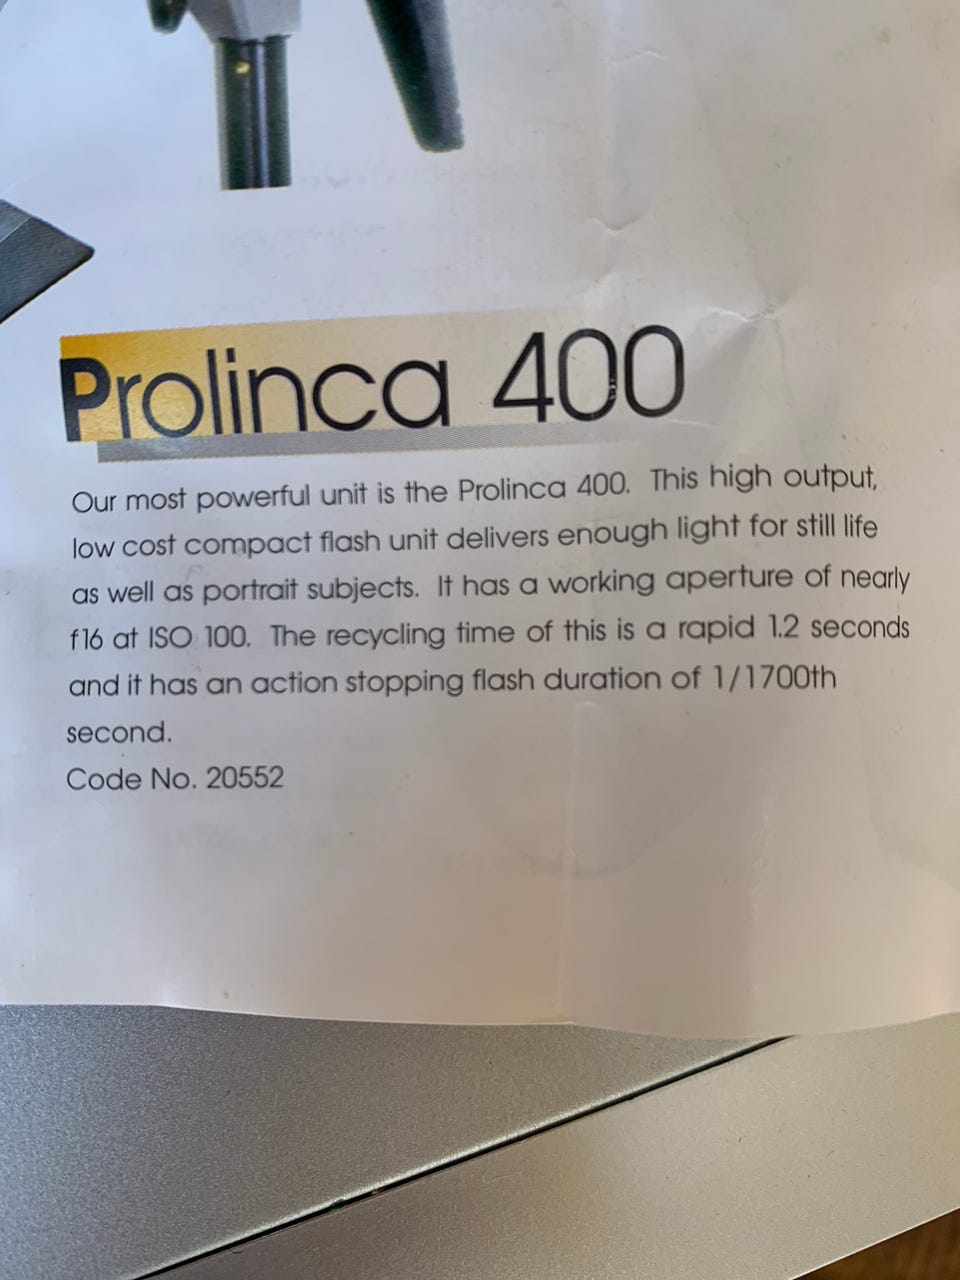 Prolinca 400
Our most powerful unit is the Prolinca 400. This high output,
low cost compact flash unit delivers enough light for still life
as well as portrait subjects. It has a working aperture of nearly
f16 at ISO 100. The recycling time of this is a rapid 1.2 seconds
and it has an action stopping flash duration of 1/1700th
second.
Code No. 20552